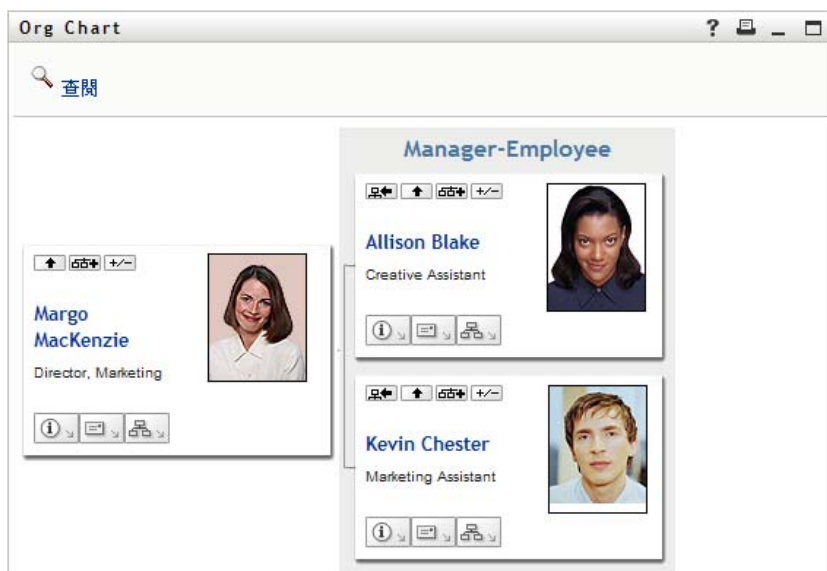 Org Chart
查閱
Manager-Employee
+/-
Allison Blake
Creative Assistant
+/-
Margo
MacKenzie
Director, Marketing
+/-
Kevin Chester
Marketing Assistant